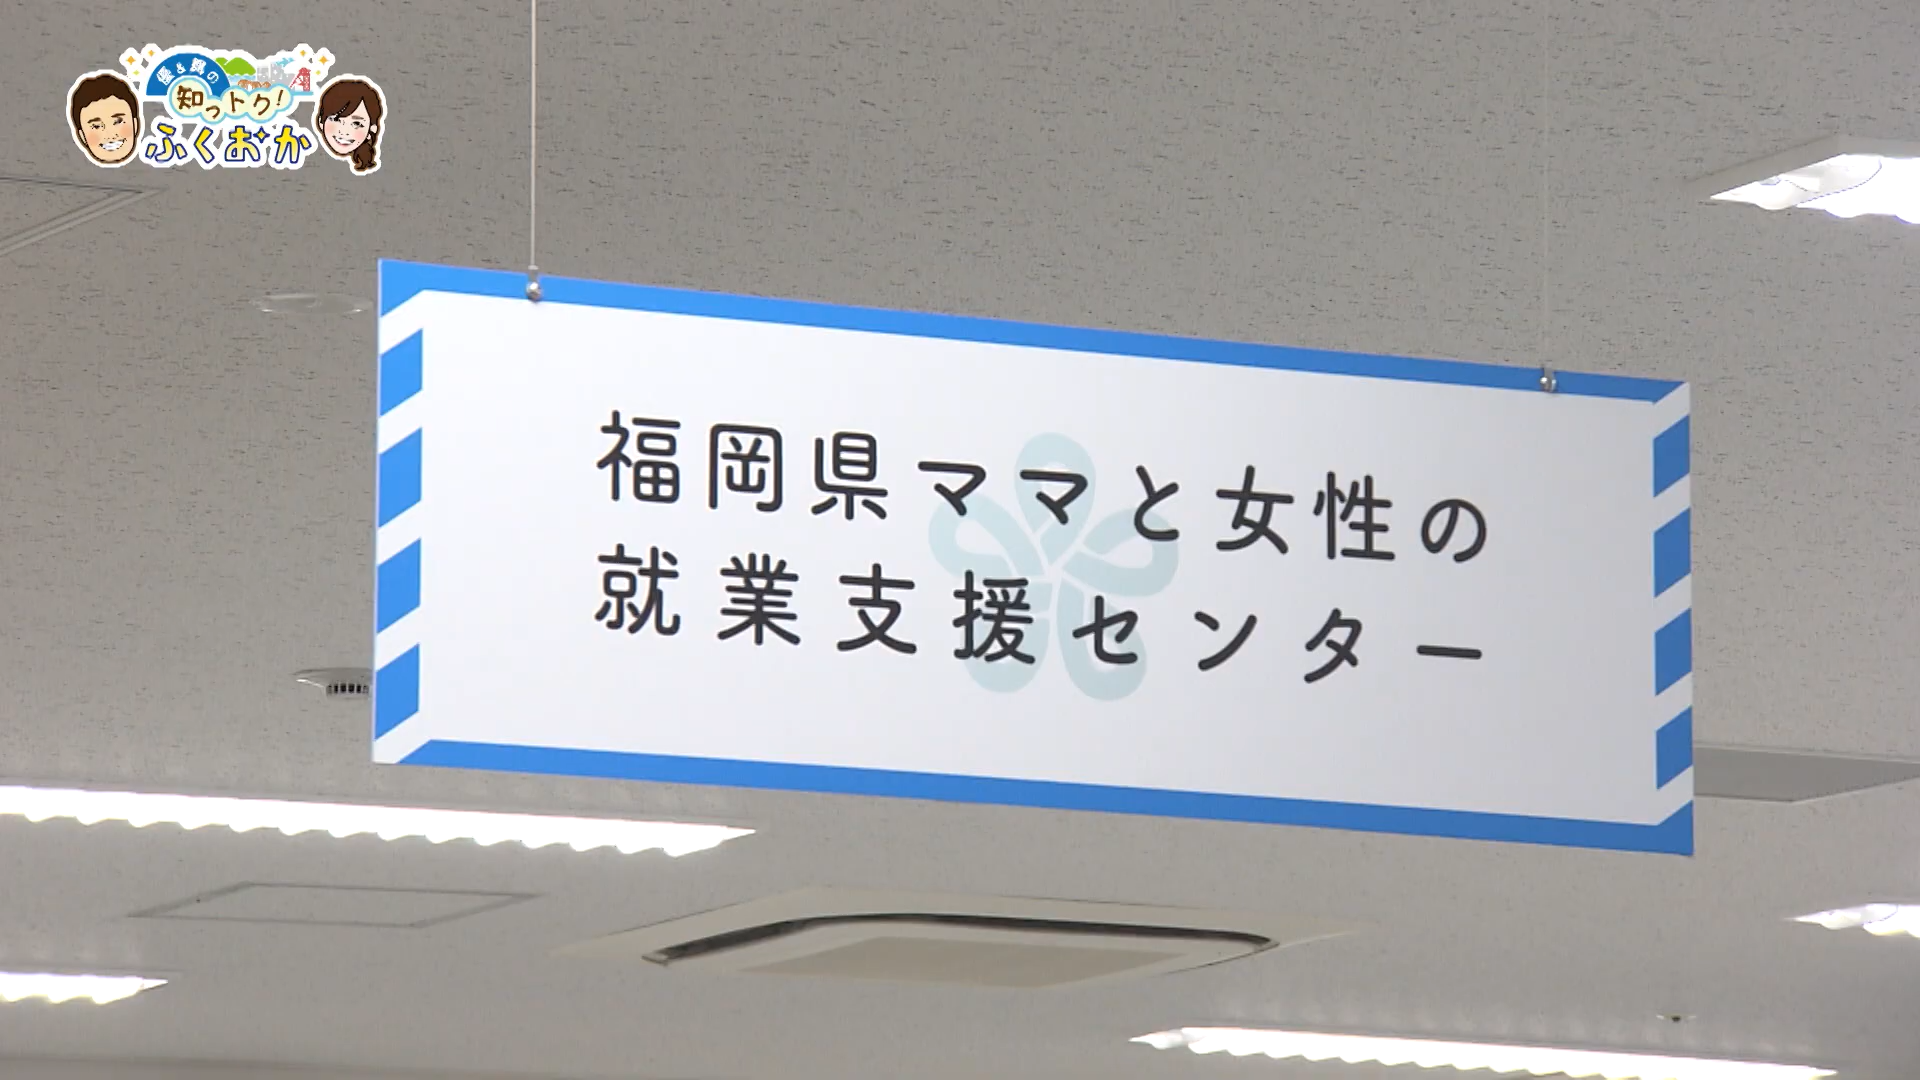 知っトク!
ふくおか
福岡県ママと女性の
就業支援センター